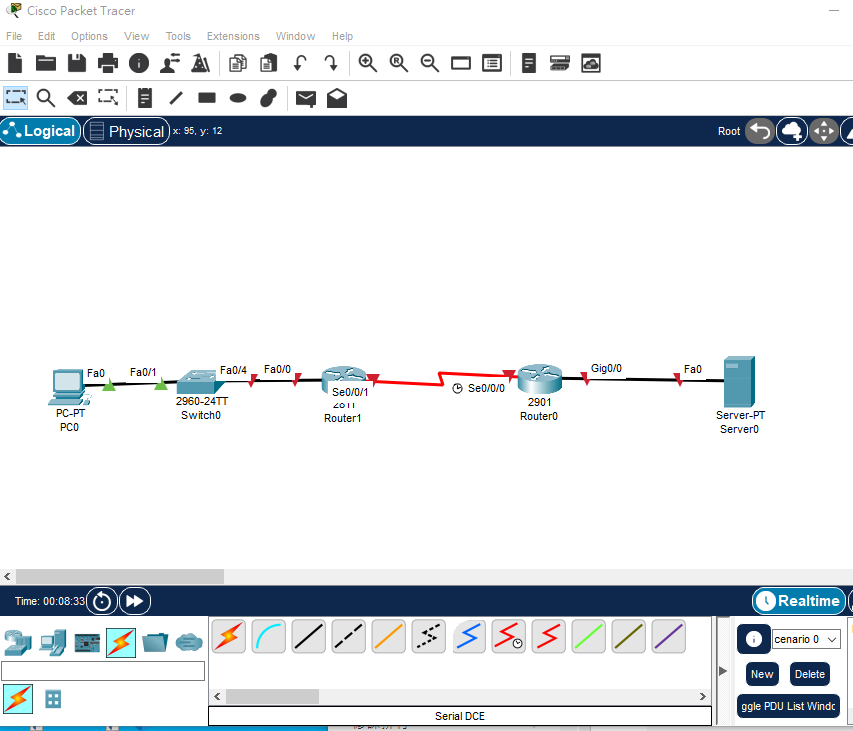 Cisco Packet Tracer
File Edit Options View Tools Extensions Window Help
Logical Physical x: 95, y: 12 Root
Fa0 Fa0/1 Fa0/4 Fa0/0 Gig0/0 Fa0
Se0/0/1 Se0/0/0
PC-PT
PC0
2960-24TT
Switch0
2811
Router1
2901
Router0
Server-PT
Server0
Time: 00:08:33 Realtime
cenario 0
New Delete
ggle PDU List Windo
Serial DCE